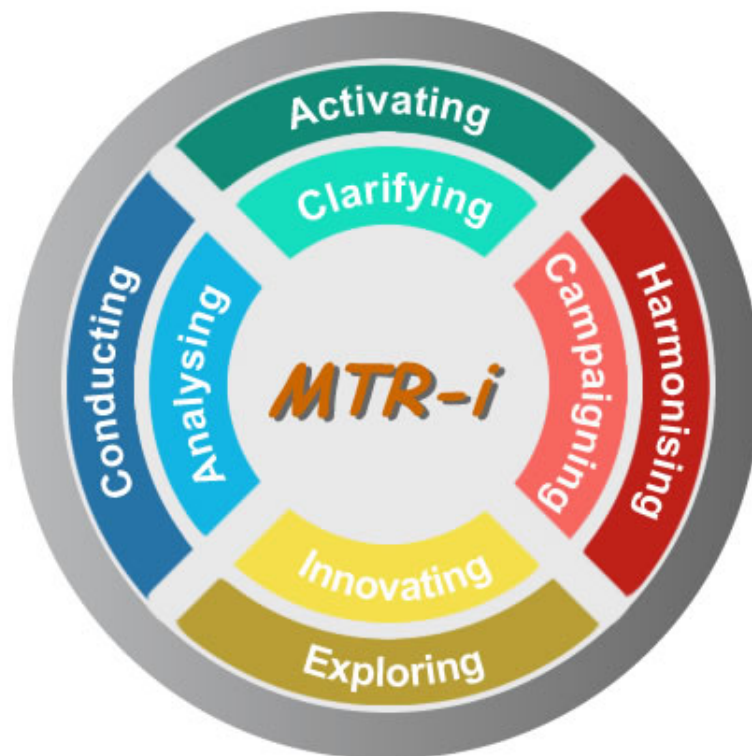 Activating
Clarifying
Conducting
Analysing
MTR-i
Campaigning
Harmonising
Innovating
Exploring